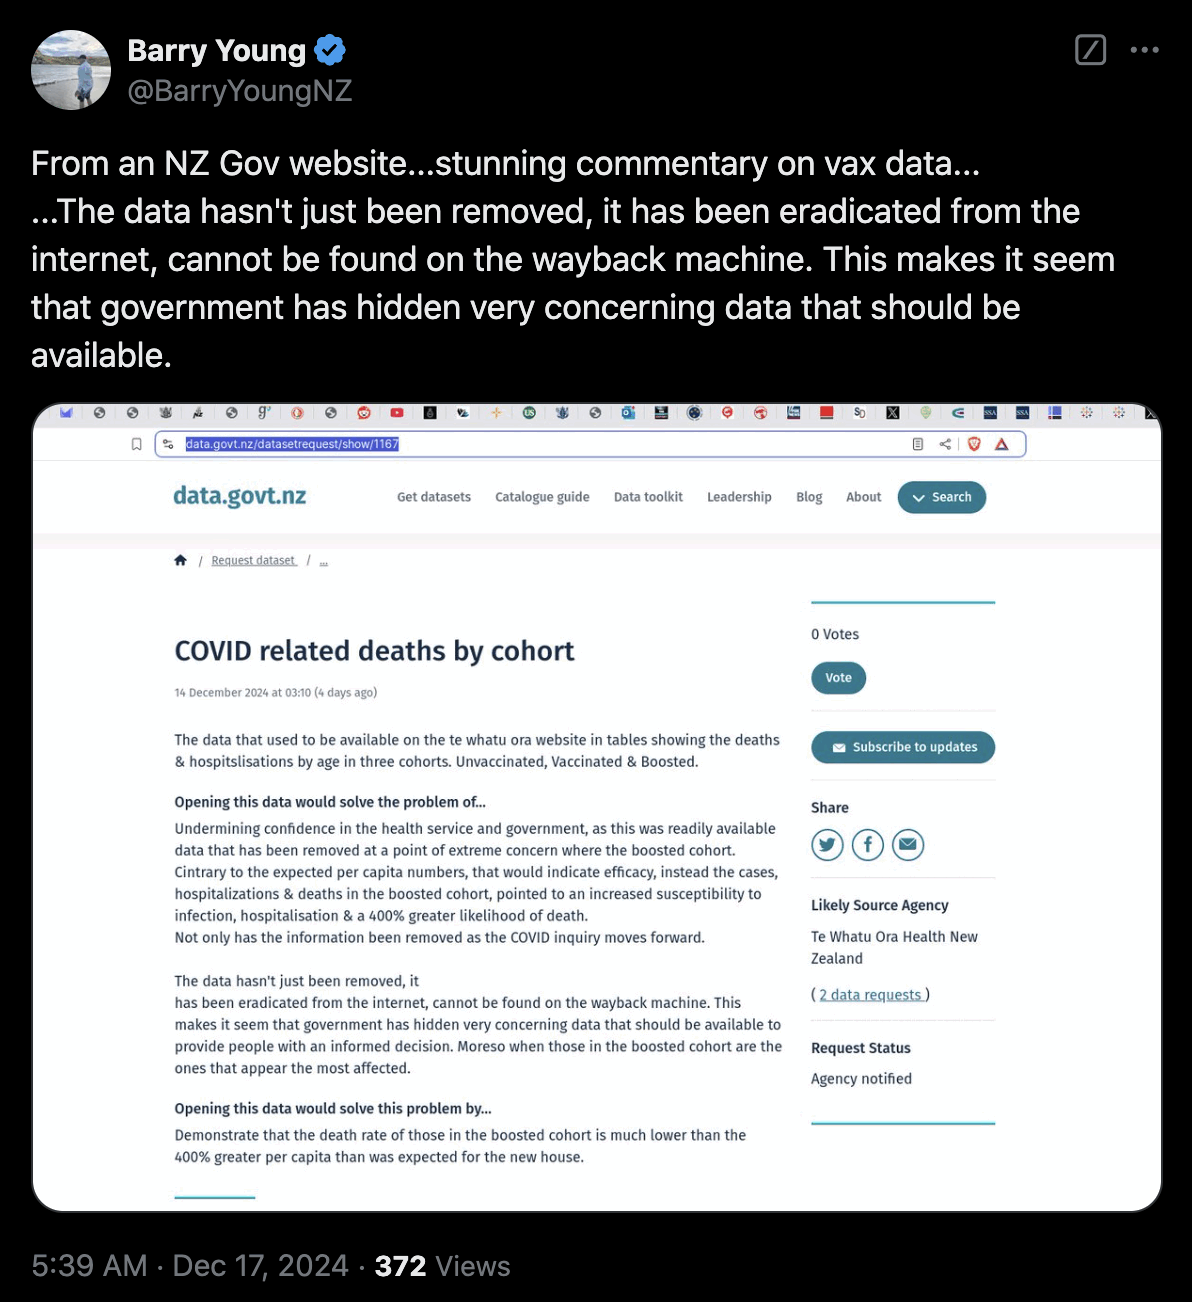 Barry Young
@BarryYoungNZ
From an NZ Gov website...stunning commentary on vax data...
...The data hasn't just been removed, it has been eradicated from the
internet, cannot be found on the wayback machine. This makes it seem
that government has hidden very concerning data that should be
available.
data.govt.nz/datasetrequest/show/1167
data.govt.nz
Get datasets Catalogue guide Data toolkit Leadership Blog About Search
/ Request dataset / ...
COVID related deaths by cohort
14 December 2024 at 03:10 (4 days ago)
The data that used to be available on the te whatu ora website in tables showing the deaths
& hospitslisations by age in three cohorts. Unvaccinated, Vaccinated & Boosted.
Opening this data would solve the problem of...
Undermining confidence in the health service and government, as this was readily available
data that has been removed at a point of extreme concern where the boosted cohort.
Cintrary to the expected per capita numbers, that would indicate efficacy, instead the cases,
hospitalizations & deaths in the boosted cohort, pointed to an increased susceptibility to
infection, hospitalisation & a 400% greater likelihood of death.
Not only has the information been removed as the COVID inquiry moves forward.
The data hasn't just been removed, it
has been eradicated from the internet, cannot be found on the wayback machine. This
makes it seem that government has hidden very concerning data that should be available to
provide people with an informed decision. Moreso when those in the boosted cohort are the
ones that appear the most affected.
Opening this data would solve this problem by...
Demonstrate that the death rate of those in the boosted cohort is much lower than the
400% greater per capita than was expected for the new house.
0 Votes
Vote
Subscribe to updates
Share
Likely Source Agency
Te Whatu Ora Health New
Zealand
( 2 data requests )
Request Status
Agency notified
5:39 AM · Dec 17, 2024 · 372 Views